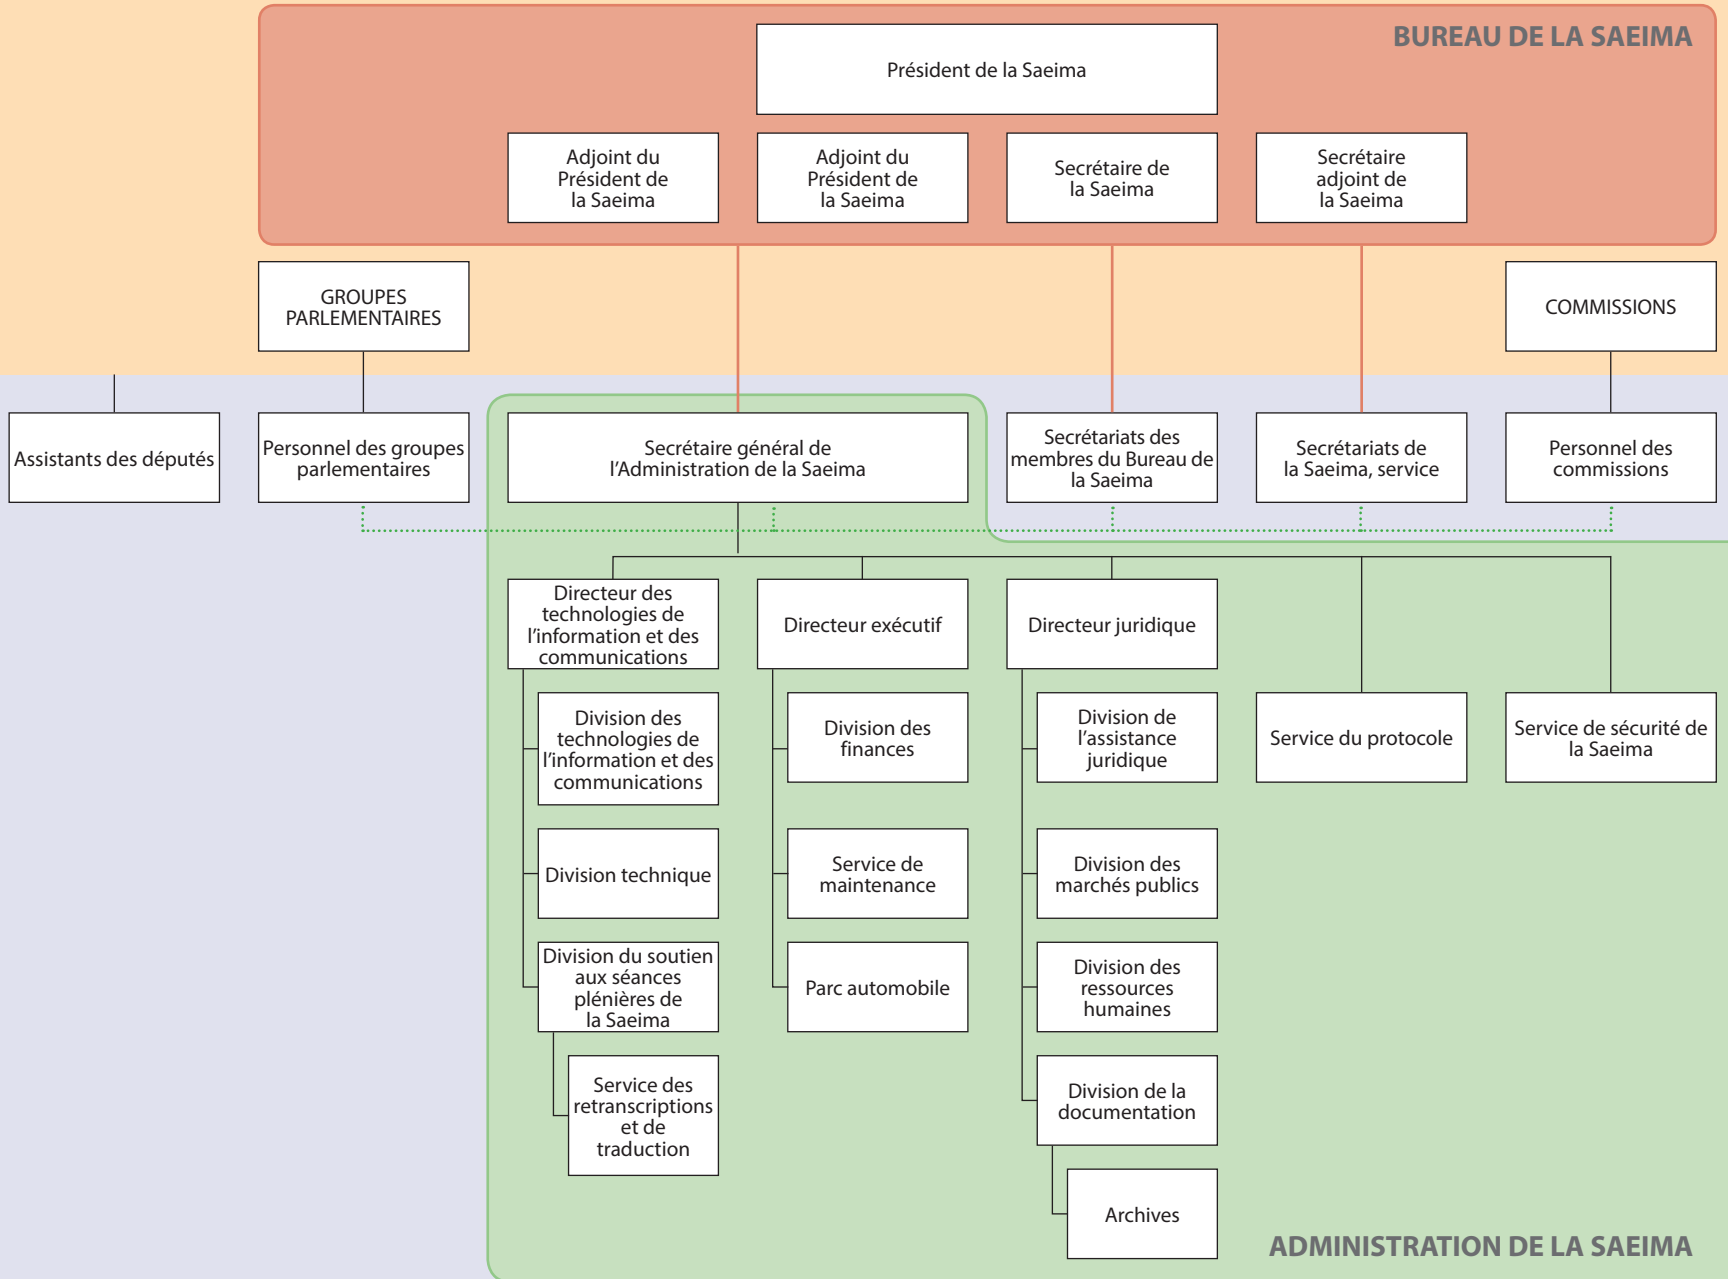 BUREAU DE LA SAEIMA
Président de la Saeima
Adjoint du
Président de
la Saeima
Adjoint du
Président de
la Saeima
Secrétaire de
la Saeima
Secrétaire
adjoint de
la Saeima
GROUPES
PARLEMENTAIRES
COMMISSIONS
Assistants des députés
Personnel des groupes
parlementaires
Secrétaire général de
l'Administration de la Saeima
Secrétariats des
membres du Bureau de
la Saeima
Secrétariats de
la Saeima, service
Personnel des
commissions
Directeur des
technologies de
l'information et des
communications
Directeur exécutif
Directeur juridique
Division des
technologies de
l'information et des
communications
Division des
finances
Division de
l'assistance
juridique
Service du protocole
Service de sécurité de
la Saeima
Division technique
Service de
maintenance
Division des
marchés publics
Division du soutien
aux séances
plénières de
la Saeima
Parc automobile
Division des
ressources
humaines
Service des
retranscriptions
et de
traduction
Division de la
documentation
Archives
ADMINISTRATION DE LA SAEIMA